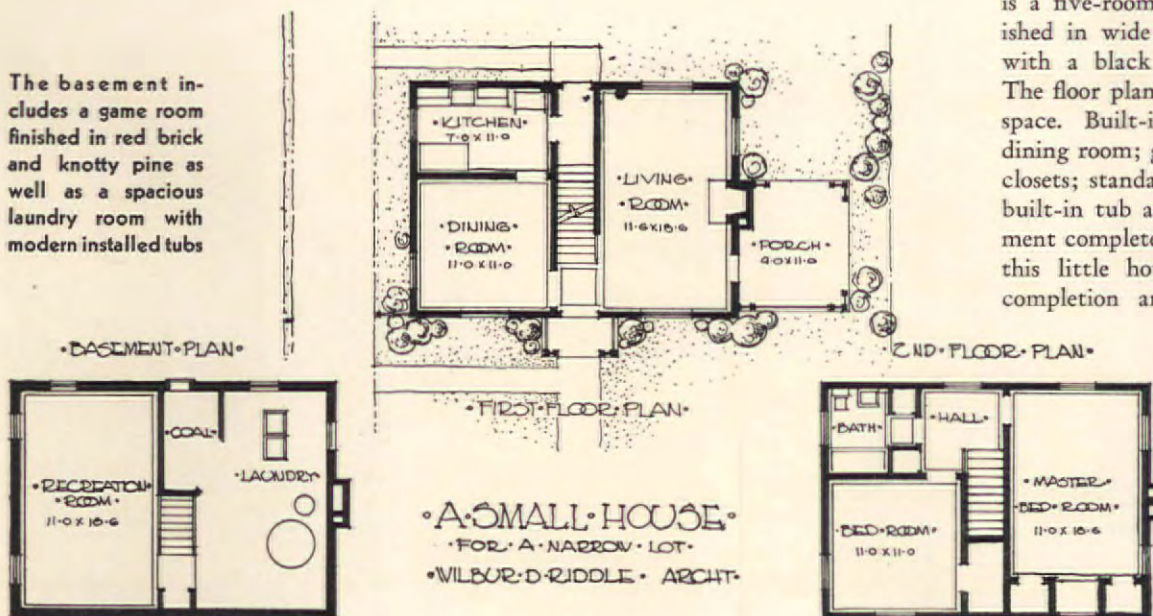 The basement in-
cludes a game room
finished in red brick
and knotty pine as
well as a spacious
laundry room with
modern installed tubs
is a five-room
ished in wide
with a black
The floor plan
space. Built-i
dining room; g
closets; standa
built-in tub a
ment complete
this little ho
completion a
•KITCHEN•
7-0 X 11-0
•DINING•
•ROOM•
11-0 X 11-0
•LIVING•
•ROOM•
11-6 X 18-6
•PORCH•
9-0 X 11-0
•FIRST•FLOOR•PLAN•
•BASEMENT•PLAN•
•COAL•
•LAUNDRY•
•RECREATION•
•ROOM•
11-0 X 18-6
•A•SMALL•HOUSE•
•FOR•A•NARROW•LOT•
•WILBUR•D•RIDDLE• ARCHT•
•2ND•FLOOR•PLAN•
•BATH•
•HALL•
•BED•ROOM•
11-0 X 11-0
•MASTER•
•BED•ROOM•
11-0 X 18-6